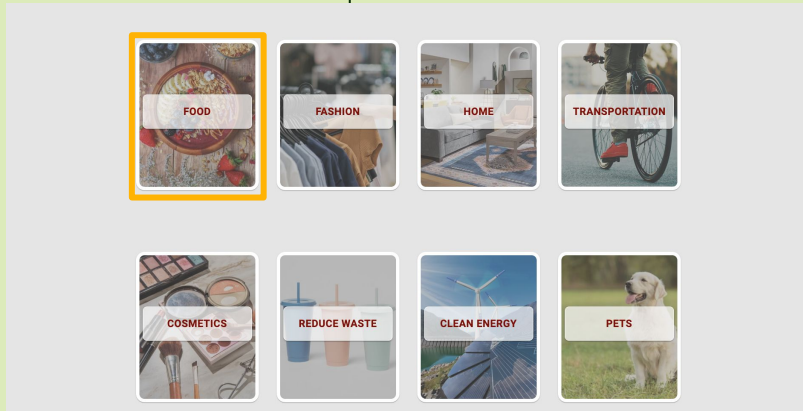 FOOD
FASHION
HOME
TRANSPORTATION
COSMETICS
REDUCE WASTE
CLEAN ENERGY
PETS